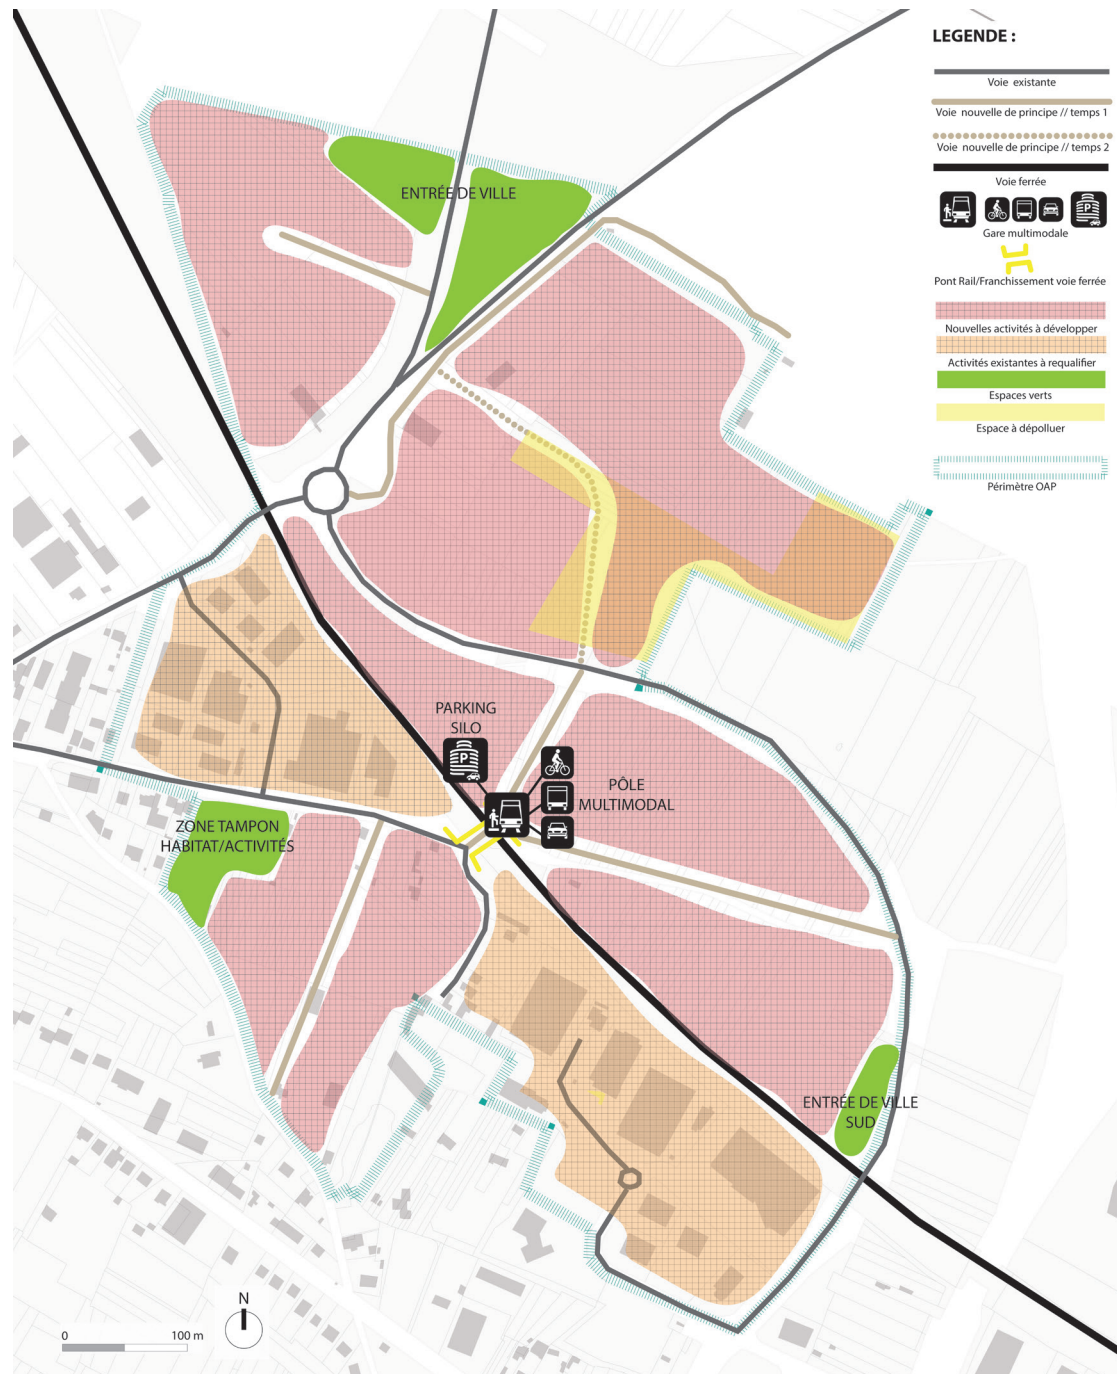 LEGENDE :
Voie existante
Voie nouvelle de principe // temps 1
Voie nouvelle de principe // temps 2
Voie ferrée
P
Gare multimodale
Pont Rail/Franchissement voie ferrée
Nouvelles activités à développer
Activités existantes à requalifier
Espaces verts
Espace à dépolluer
Périmètre OAP
ENTRÉE DE VILLE
PARKING
SILO
P
PÔLE
MULTIMODAL
ZONE TAMPON
HABITAT/ACTIVITÉS
ENTRÉE DE VILLE
SUD
N
0 100 m